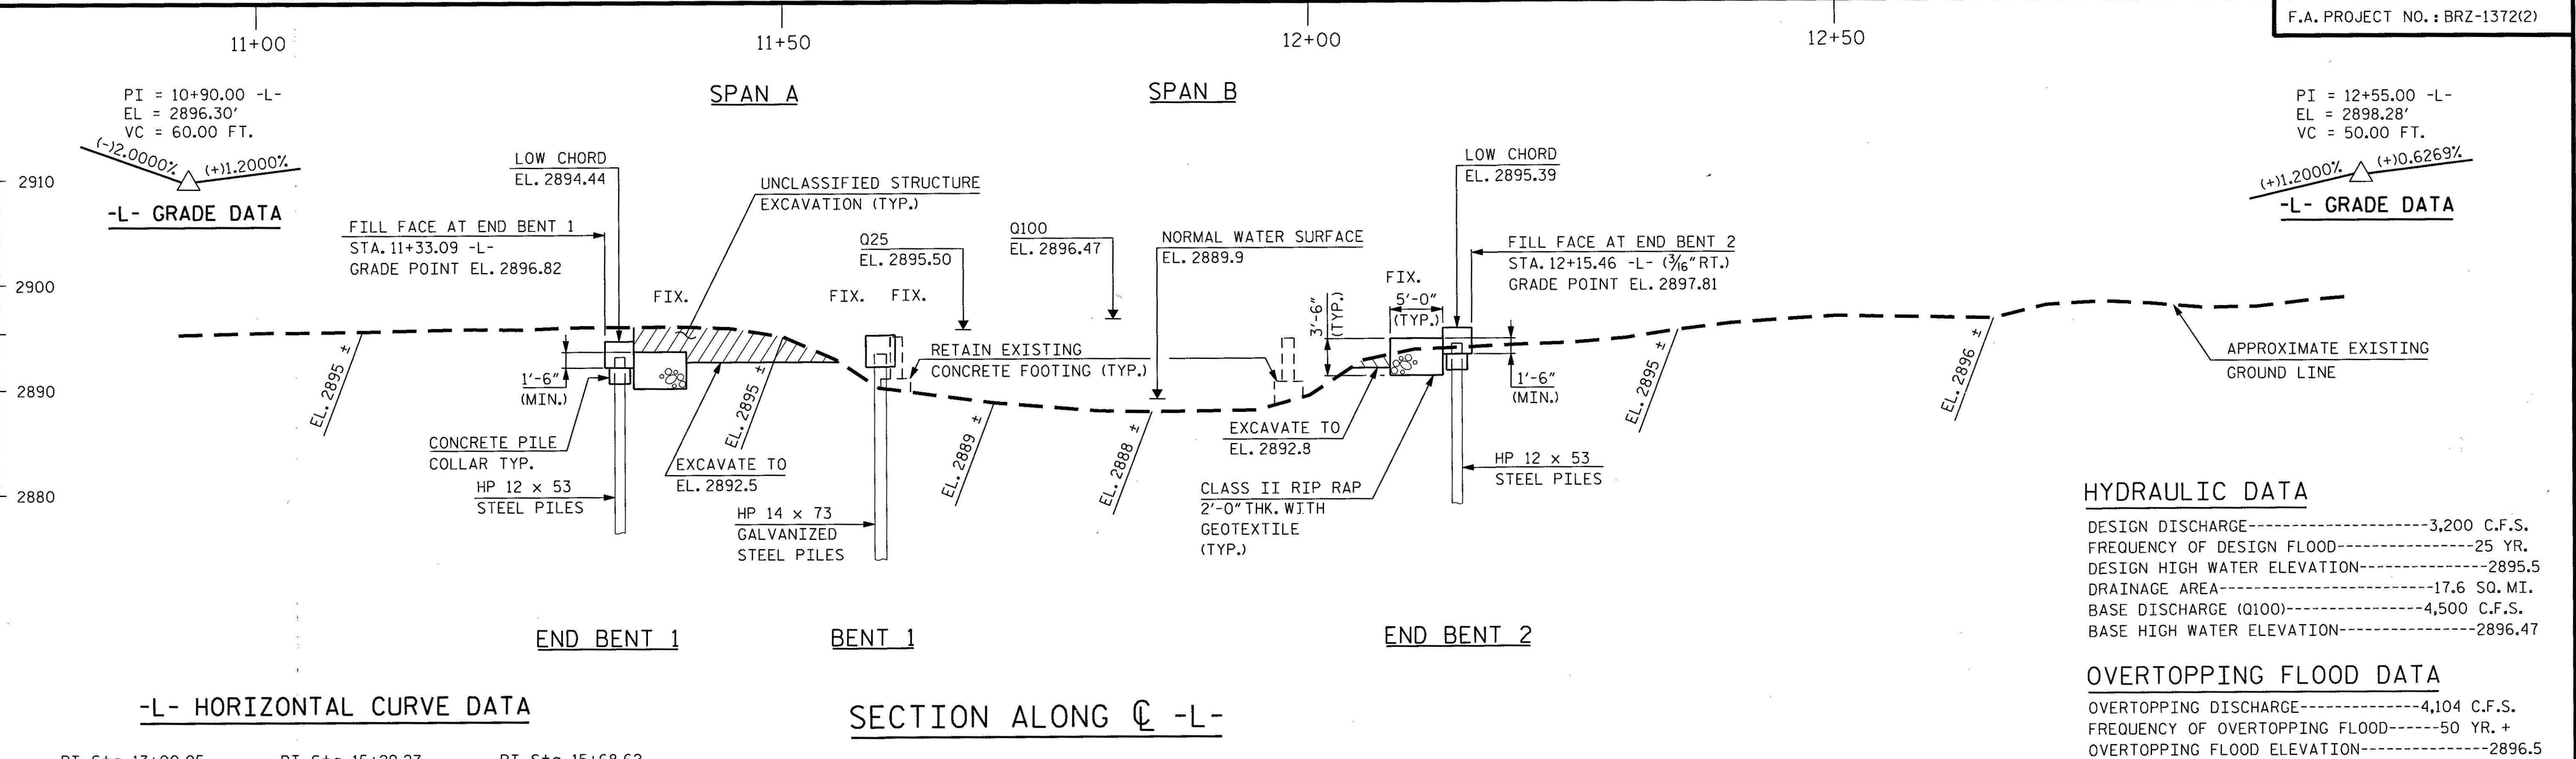 F.A. PROJECT NO.: BRZ-1372(2)
11+00
11+50
12+00
12+50
SPAN A
SPAN B
PI = 10+90.00 -L-
EL = 2896.30'
VC = 60.00 FT.
(-)2.0000%
(+)1.2000%
-L- GRADE DATA
PI = 12+55.00 -L-
EL = 2898.28'
VC = 50.00 FT.
(+)1.2000%
(+)0.6269%
-L- GRADE DATA
2910
2900
2890
2880
LOW CHORD
EL. 2894.44
UNCLASSIFIED STRUCTURE
EXCAVATION (TYP.)
FILL FACE AT END BENT 1
STA. 11+33.09 -L-
GRADE POINT EL. 2896.82
FIX.
Q25
EL. 2895.50
FIX.
FIX.
Q100
EL. 2896.47
NORMAL WATER SURFACE
EL. 2889.9
LOW CHORD
EL. 2895.39
FILL FACE AT END BENT 2
STA. 12+15.46 -L- (3/16" RT.)
GRADE POINT EL. 2897.81
FIX.
5'-0"
(TYP.)
3'-6"
(TYP.)
RETAIN EXISTING
CONCRETE FOOTING (TYP.)
APPROXIMATE EXISTING
GROUND LINE
1'-6"
(MIN.)
1'-6"
(MIN.)
EL. 2895 ±
EL. 2895 ±
EL. 2889 ±
EL. 2888 ±
EL. 2895 ±
EL. 2896 ±
CONCRETE PILE
COLLAR TYP.
HP 12 x 53
STEEL PILES
EXCAVATE TO
EL. 2892.5
HP 14 x 73
GALVANIZED
STEEL PILES
EXCAVATE TO
EL. 2892.8
CLASS II RIP RAP
2'-0" THK. WITH
GEOTEXTILE
(TYP.)
HP 12 x 53
STEEL PILES
END BENT 1
BENT 1
END BENT 2
HYDRAULIC DATA
DESIGN DISCHARGE--------------------3,200 C.F.S.
FREQUENCY OF DESIGN FLOOD---------------25 YR.
DESIGN HIGH WATER ELEVATION--------------2895.5
DRAINAGE AREA------------------------17.6 SQ. MI.
BASE DISCHARGE (Q100)---------------4,500 C.F.S.
BASE HIGH WATER ELEVATION---------------2896.47
OVERTOPPING FLOOD DATA
OVERTOPPING DISCHARGE-------------4,104 C.F.S.
FREQUENCY OF OVERTOPPING FLOOD------50 YR. +
OVERTOPPING FLOOD ELEVATION--------------2896.5
-L- HORIZONTAL CURVE DATA
SECTION ALONG ℄ -L-